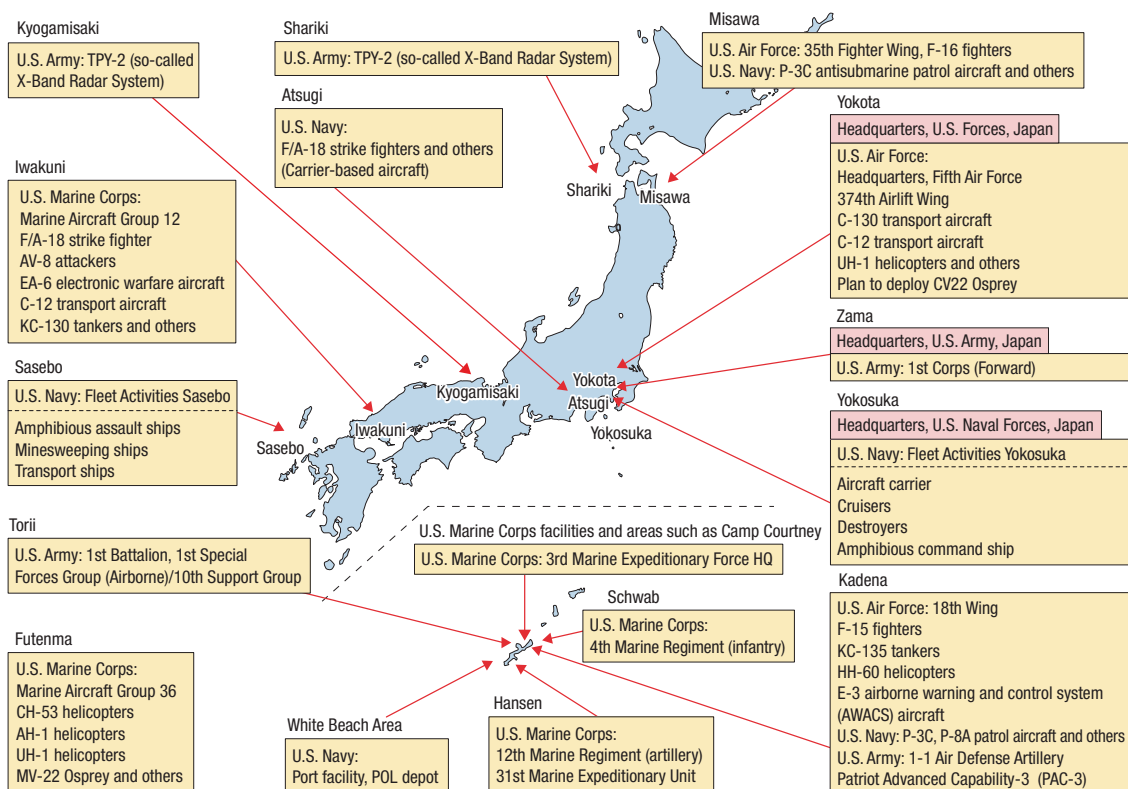 Kyogamisaki
U.S. Army: TPY-2 (so-called
X-Band Radar System)
Shariki
U.S. Army: TPY-2 (so-called
X-Band Radar System)
Misawa
U.S. Air Force: 35th Fighter Wing, F-16 fighters
U.S. Navy: P-3C antisubmarine patrol aircraft and others
Atsugi
U.S. Navy:
F/A-18 strike fighters and others
(Carrier-based aircraft)
Yokota
Headquarters, U.S. Forces, Japan
U.S. Air Force:
Headquarters, Fifth Air Force
374th Airlift Wing
C-130 transport aircraft
C-12 transport aircraft
UH-1 helicopters and others
Plan to deploy CV22 Osprey
Iwakuni
U.S. Marine Corps:
Marine Aircraft Group 12
F/A-18 strike fighter
AV-8 attackers
EA-6 electronic warfare aircraft
C-12 transport aircraft
KC-130 tankers and others
Shariki
Misawa
Zama
Headquarters, U.S. Army, Japan
U.S. Army: 1st Corps (Forward)
Sasebo
U.S. Navy: Fleet Activities Sasebo
Amphibious assault ships
Minesweeping ships
Transport ships
Kyogamisaki
Yokota
Atsugi
Yokosuka
Iwakuni
Sasebo
Yokosuka
Headquarters, U.S. Naval Forces, Japan
U.S. Navy: Fleet Activities Yokosuka
Aircraft carrier
Cruisers
Destroyers
Amphibious command ship
Torii
U.S. Army: 1st Battalion, 1st Special
Forces Group (Airborne)/10th Support Group
U.S. Marine Corps facilities and areas such as Camp Courtney
U.S. Marine Corps: 3rd Marine Expeditionary Force HQ
Schwab
U.S. Marine Corps:
4th Marine Regiment (infantry)
Kadena
U.S. Air Force: 18th Wing
F-15 fighters
KC-135 tankers
HH-60 helicopters
E-3 airborne warning and control system
(AWACS) aircraft
U.S. Navy: P-3C, P-8A patrol aircraft and others
U.S. Army: 1-1 Air Defense Artillery
Patriot Advanced Capability-3 (PAC-3)
Futenma
U.S. Marine Corps:
Marine Aircraft Group 36
CH-53 helicopters
AH-1 helicopters
UH-1 helicopters
MV-22 Osprey and others
White Beach Area
U.S. Navy:
Port facility, POL depot
Hansen
U.S. Marine Corps:
12th Marine Regiment (artillery)
31st Marine Expeditionary Unit